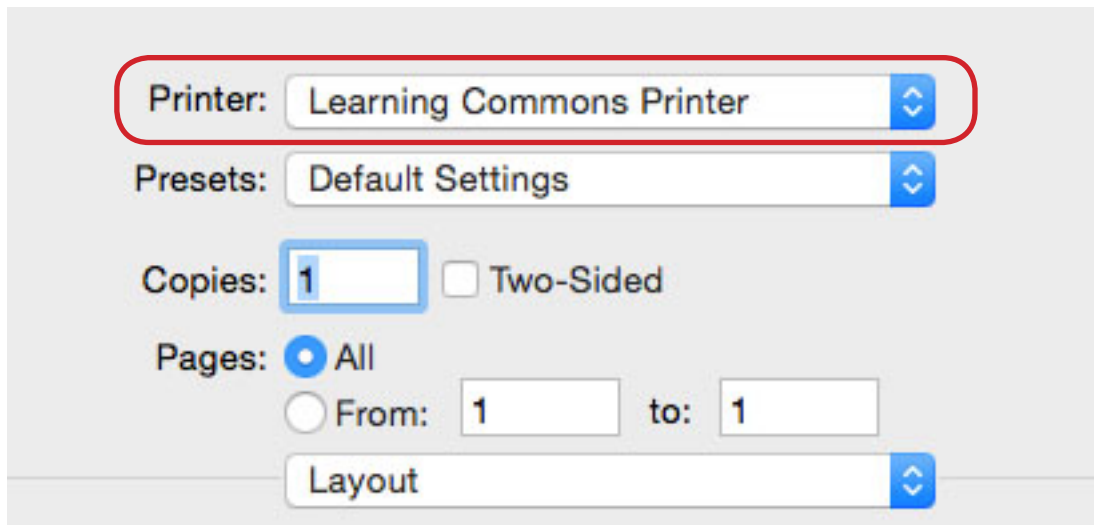 Printer: Learning Commons Printer
Presets: Default Settings
Copies: 1 Two-Sided
Pages: All
From: 1 to: 1
Layout